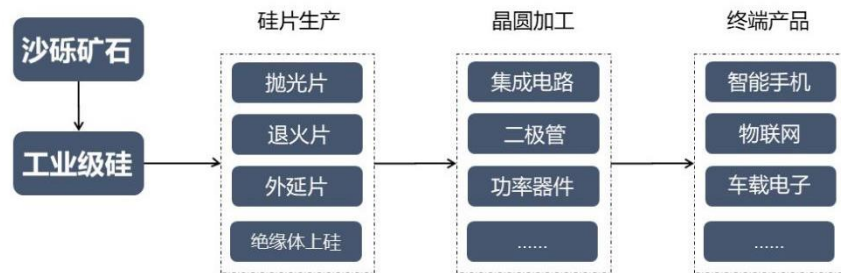 沙砾矿石
工业级硅
硅片生产
抛光片
退火片
外延片
绝缘体上硅
晶圆加工
集成电路
二极管
功率器件
......
终端产品
智能手机
物联网
车载电子
......